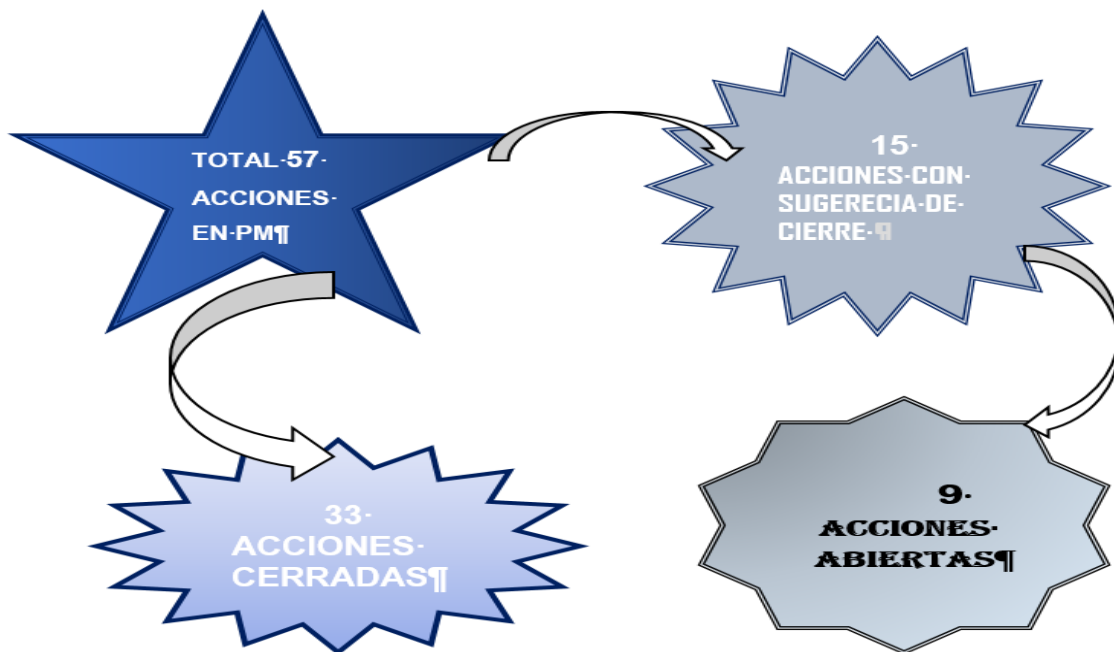 TOTAL·57·
ACCIONES·
EN·PM¶
15·
ACCIONES·CON·
SUGERECIA·DE·
CIERRE·¶
33·
ACCIONES·
CERRADAS¶
9·
ACCIONES·
ABIERTAS¶